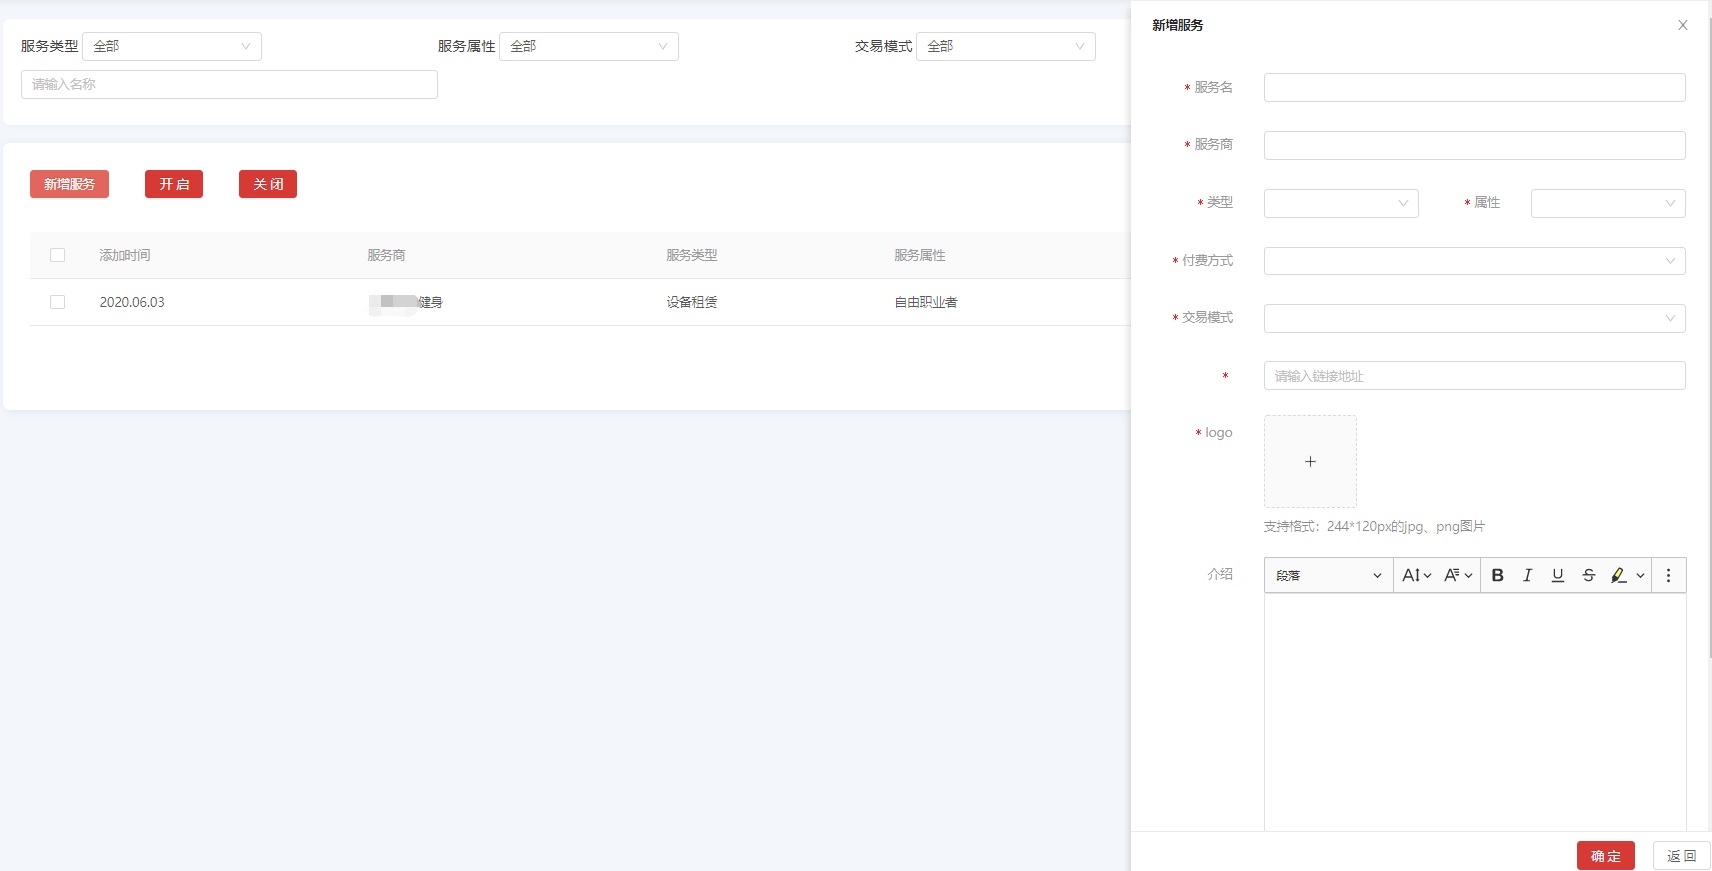 服务类型 全部 服务属性 全部 交易模式 全部
请输入名称
新增服务 开启 关闭
添加时间 服务商 服务类型 服务属性
2020.06.03 健身 设备租赁 自由职业者
新增服务
* 服务名
* 服务商
* 类型 * 属性
* 付费方式
* 交易模式
* 请输入链接地址
* logo
+
支持格式：244*120px的jpg、png图片
介绍 段落 B I U S
确定 返回